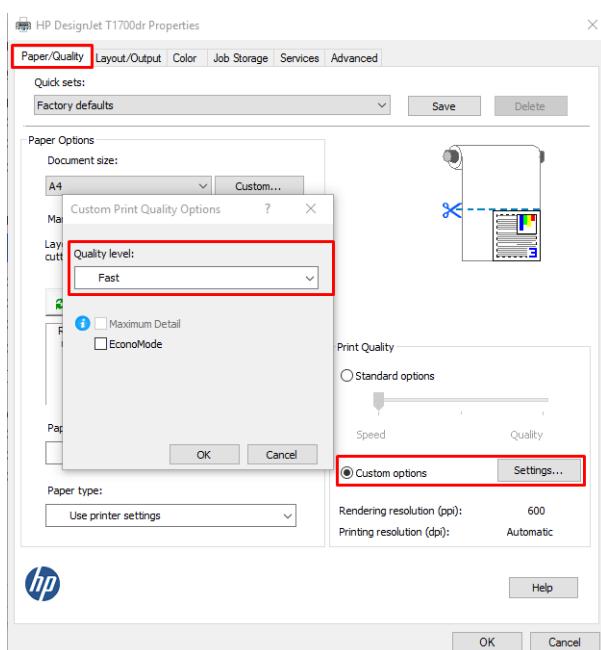 HP DesignJet T1700dr Properties
Paper/Quality Layout/Output Color Job Storage Services Advanced
Quick sets:
Factory defaults
Save
Delete
Paper Options
Document size:
A4
Custom...
Custom Print Quality Options ?
Quality level:
Fast
Maximum Detail
EconoMode
OK
Cancel
3
Print Quality
Standard options
Speed
Quality
Custom options
Settings...
Paper type:
Use printer settings
Rendering resolution (ppi): 600
Printing resolution (dpi): Automatic
hp
Help
OK
Cancel